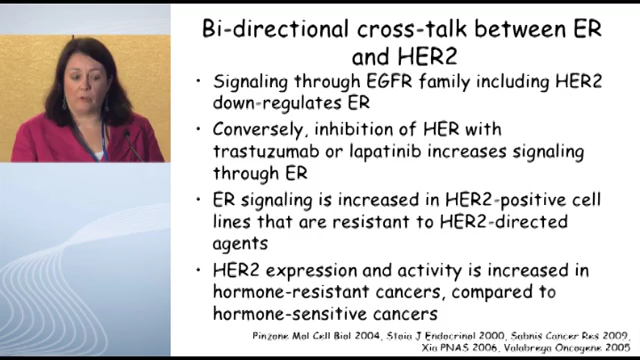 Bi-directional cross-talk between ER
and HER2
• Signaling through EGFR family including HER2
down-regulates ER
• Conversely, inhibition of HER with
trastuzumab or lapatinib increases signaling
through ER
• ER signaling is increased in HER2-positive cell
lines that are resistant to HER2-directed
agents
• HER2 expression and activity is increased in
hormone-resistant cancers, compared to
hormone-sensitive cancers
Pinzone Mol Cell Biol 2004, Stoia J Endocrinol 2000, Sabnis Cancer Res 2009,
Xia PNAS 2006, Valabrega Oncogene 2005